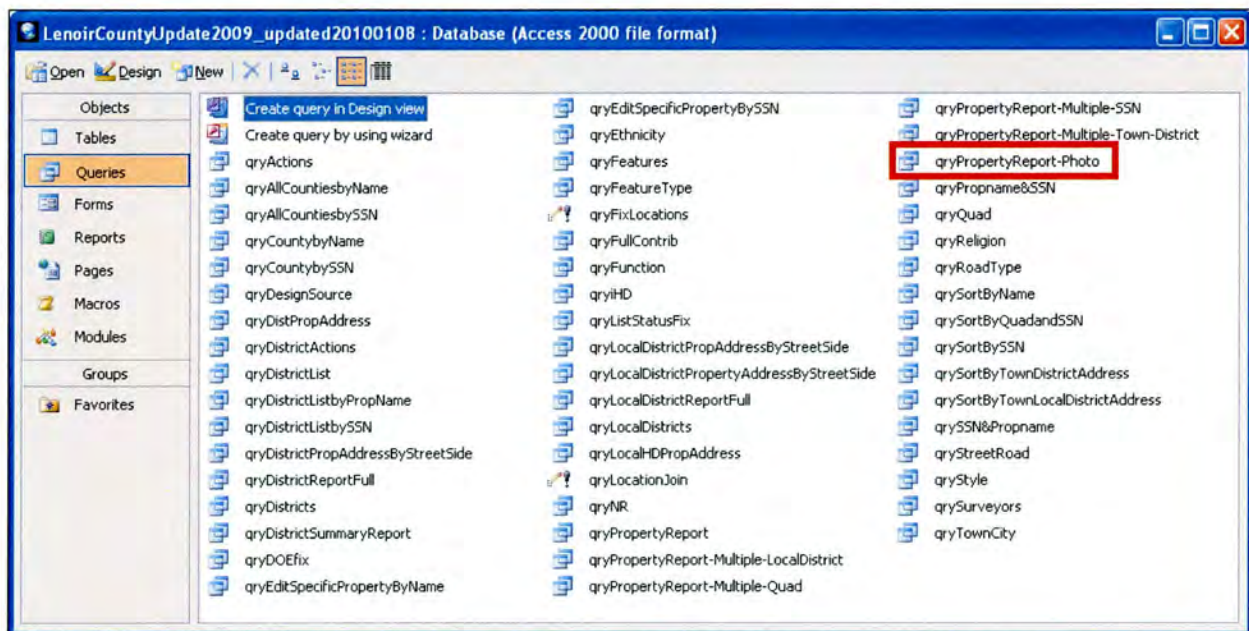 LenoirCountyUpdate2009_updated20100108 : Database (Access 2000 file format)
Open Design New
Objects
Tables
Queries
Forms
Reports
Pages
Macros
Modules
Groups
Favorites
Create query in Design view
Create query by using wizard
qryActions
qryAllCountiesbyName
qryAllCountiesbySSN
qryCountybyName
qryCountybySSN
qryDesignSource
qryDistPropAddress
qryDistrictActions
qryDistrictList
qryDistrictListbyPropName
qryDistrictListbySSN
qryDistrictPropAddressByStreetSide
qryDistrictReportFull
qryDistricts
qryDistrictSummaryReport
qryDOEfix
qryEditSpecificPropertyByName
qryEditSpecificPropertyBySSN
qryEthnicity
qryFeatures
qryFeatureType
qryFixLocations
qryFullContrib
qryFunction
qryiHD
qryListStatusFix
qryLocalDistrictPropAddressByStreetSide
qryLocalDistrictPropertyAddressByStreetSide
qryLocalDistrictReportFull
qryLocalDistricts
qryLocalHDPropAddress
qryLocationJoin
qryNR
qryPropertyReport
qryPropertyReport-Multiple-LocalDistrict
qryPropertyReport-Multiple-Quad
qryPropertyReport-Multiple-SSN
qryPropertyReport-Multiple-Town-District
qryPropertyReport-Photo
qryPropname&SSN
qryQuad
qryReligion
qryRoadType
qrySortByName
qrySortByQuadandSSN
qrySortBySSN
qrySortByTownDistrictAddress
qrySortByTownLocalDistrictAddress
qrySSN&Propname
qryStreetRoad
qryStyle
qrySurveyors
qryTownCity